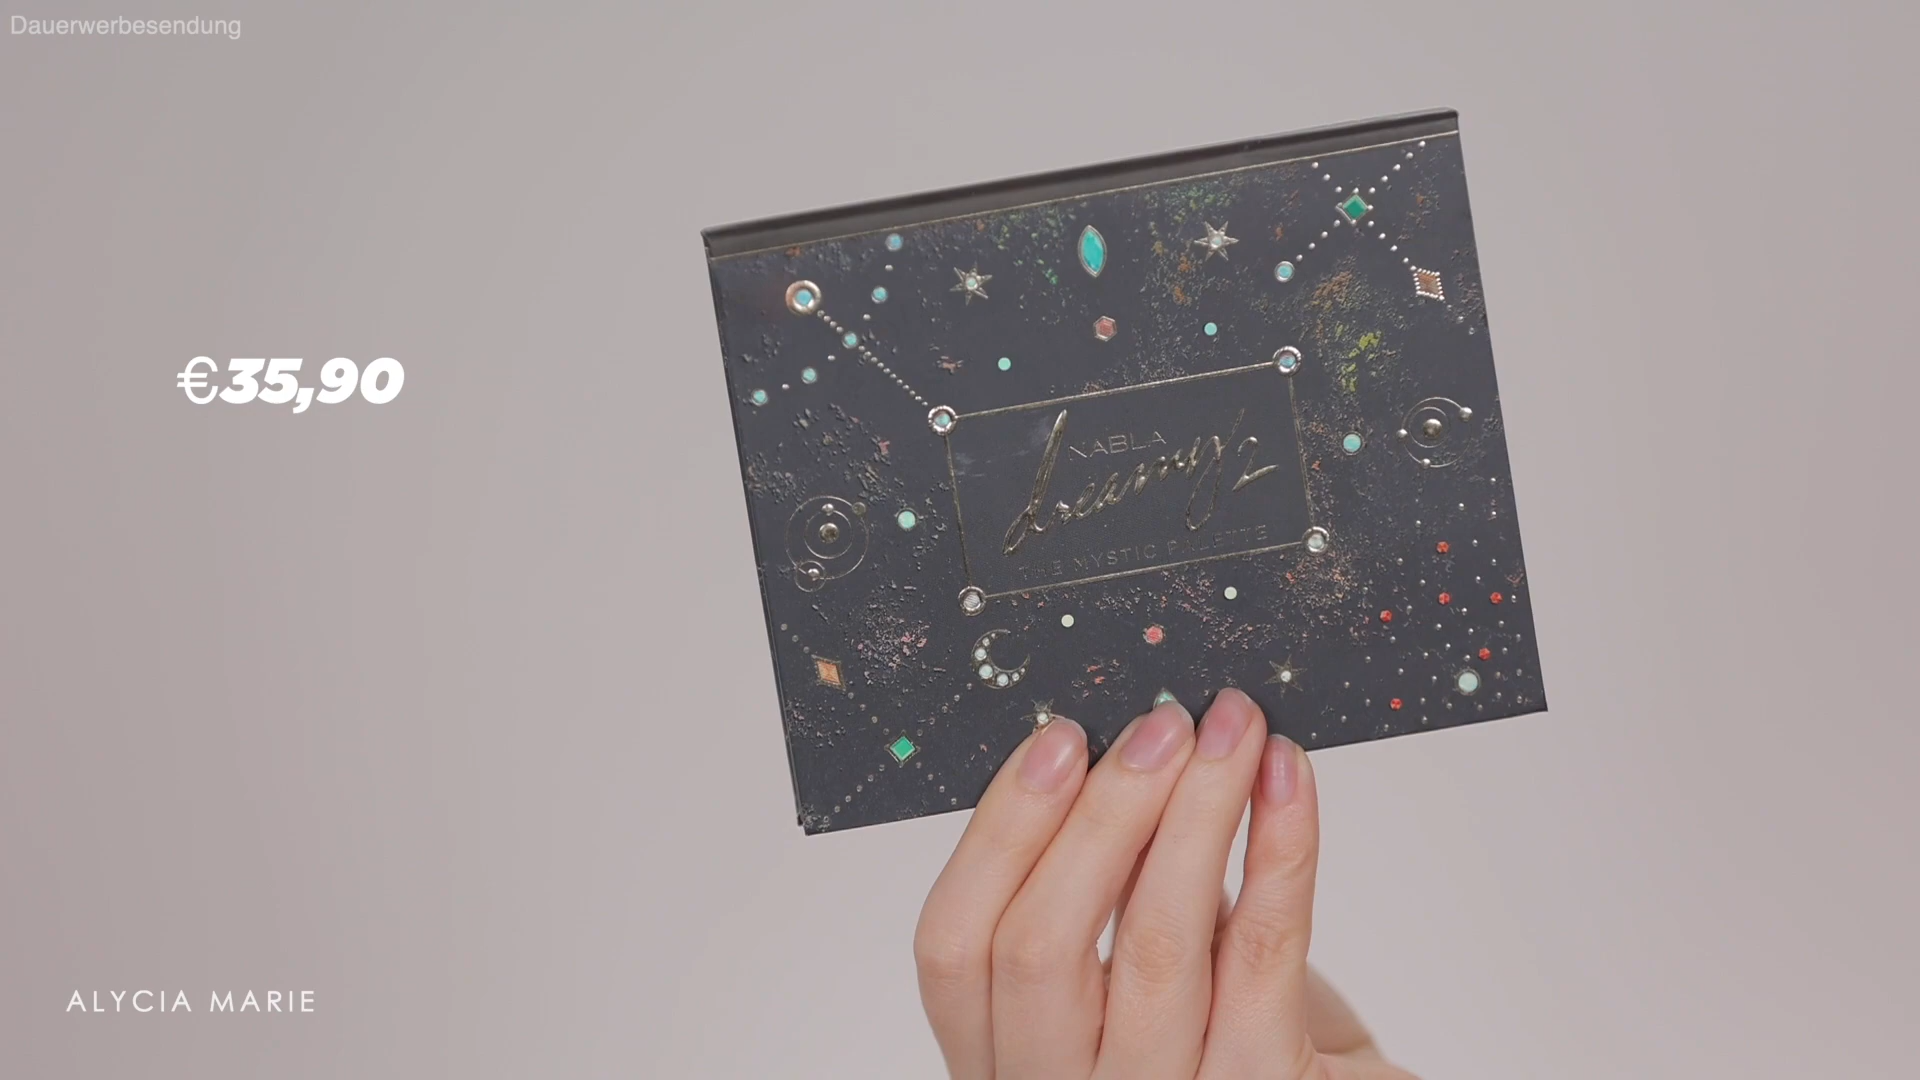 Dauerwerbesendung
€35,90
NABLA
dreamy 2
THE MYSTIC PALETTE
ALYCIA MARIE